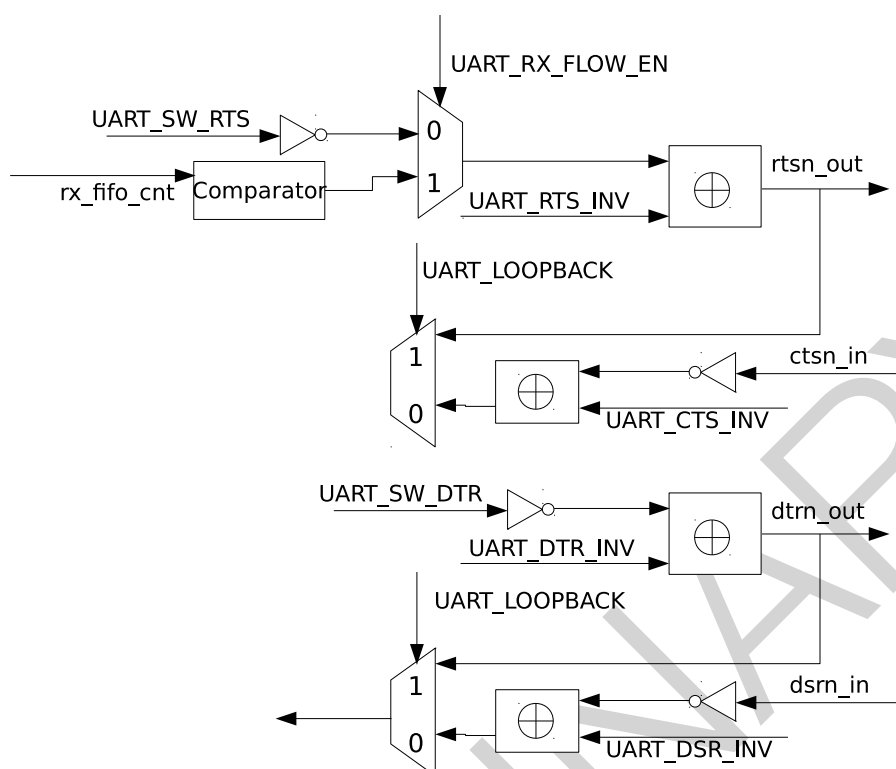 UART_RX_FLOW_EN
UART_SW_RTS
0
rx_fifo_cnt
Comparator
1
UART_RTS_INV
rtsn_out
UART_LOOPBACK
1
0
ctsn_in
UART_CTS_INV
UART_SW_DTR
UART_DTR_INV
dtrn_out
UART_LOOPBACK
1
0
dsrn_in
UART_DSR_INV